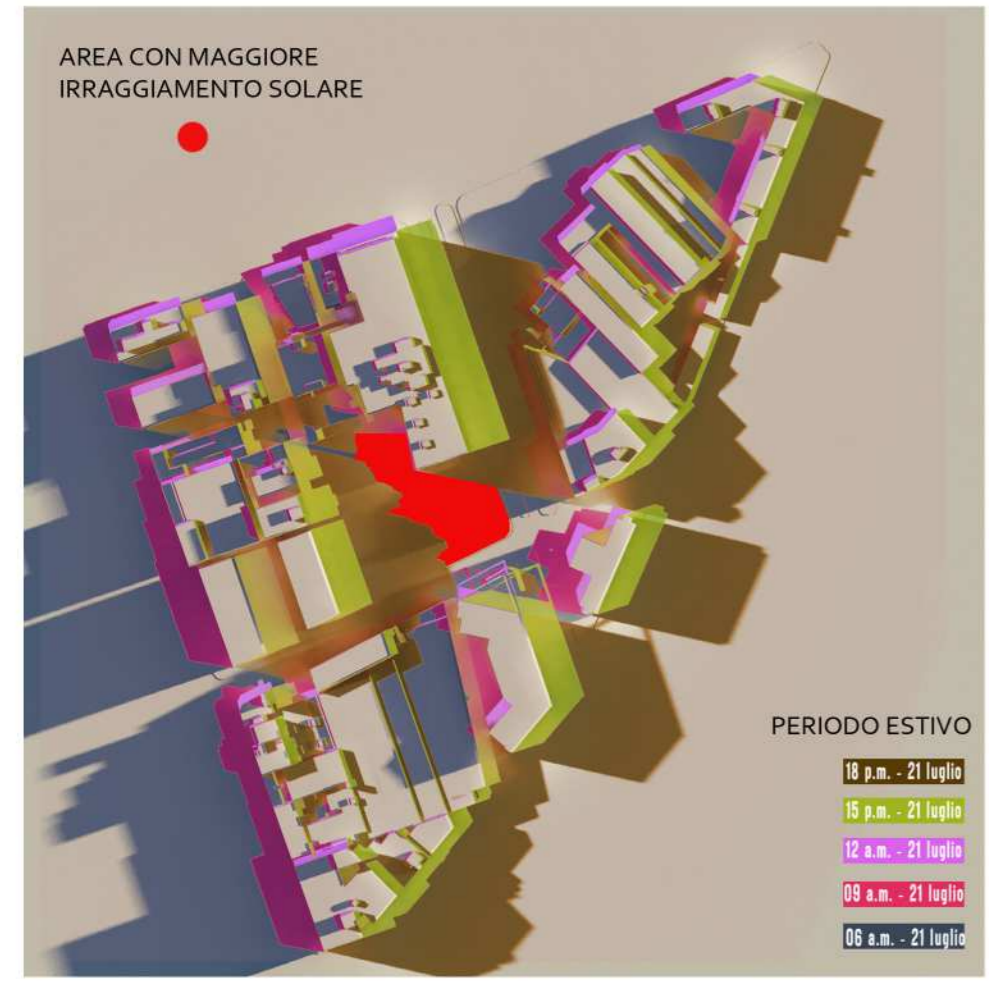 AREA CON MAGGIORE
IRRAGGIAMENTO SOLARE
PERIODO ESTIVO
18 p.m. - 21 luglio
15 p.m. - 21 luglio
12 a.m. - 21 luglio
09 a.m. - 21 luglio
06 a.m. - 21 luglio